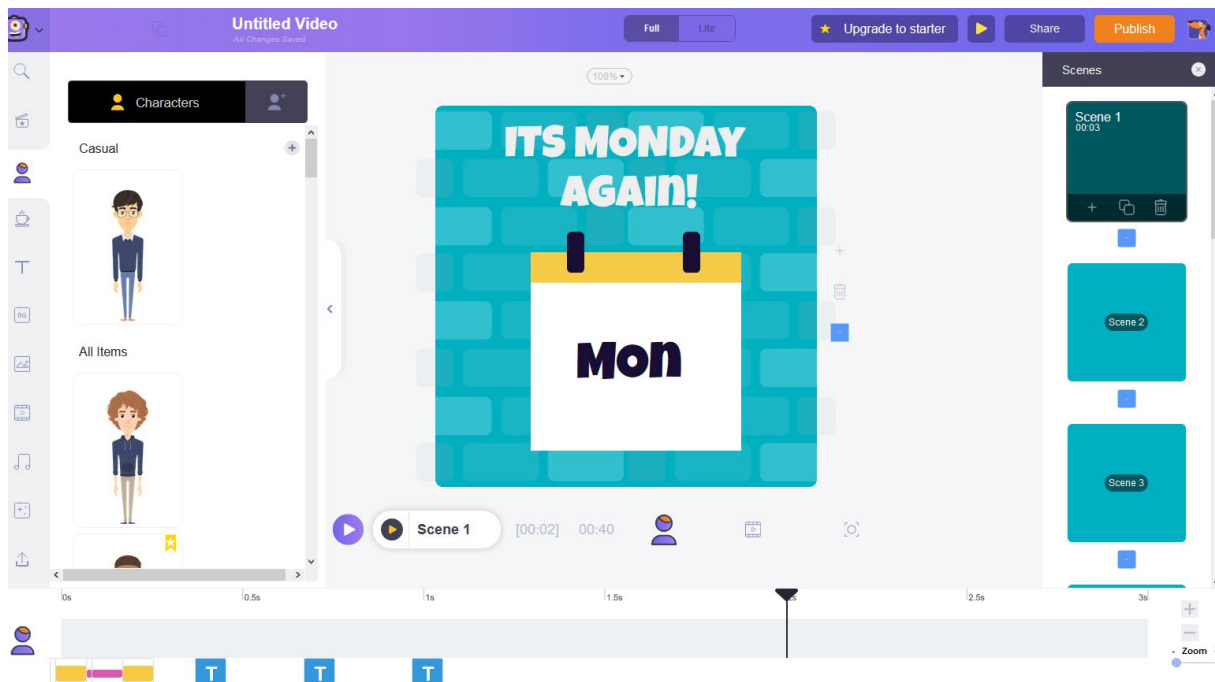 Untitled Video
All Changes Saved
Full
Lite
Upgrade to starter
Share
Publish
Characters
Casual
All Items
108%
ITS MONDAY
AGAIN!
Mon
Scenes
Scene 1
00:03
Scene 2
Scene 3
Scene 1
[00:02]
00:40
0s
0.5s
1s
1.5s
2.5s
3s
T
T
T
- Zoom
BG
T